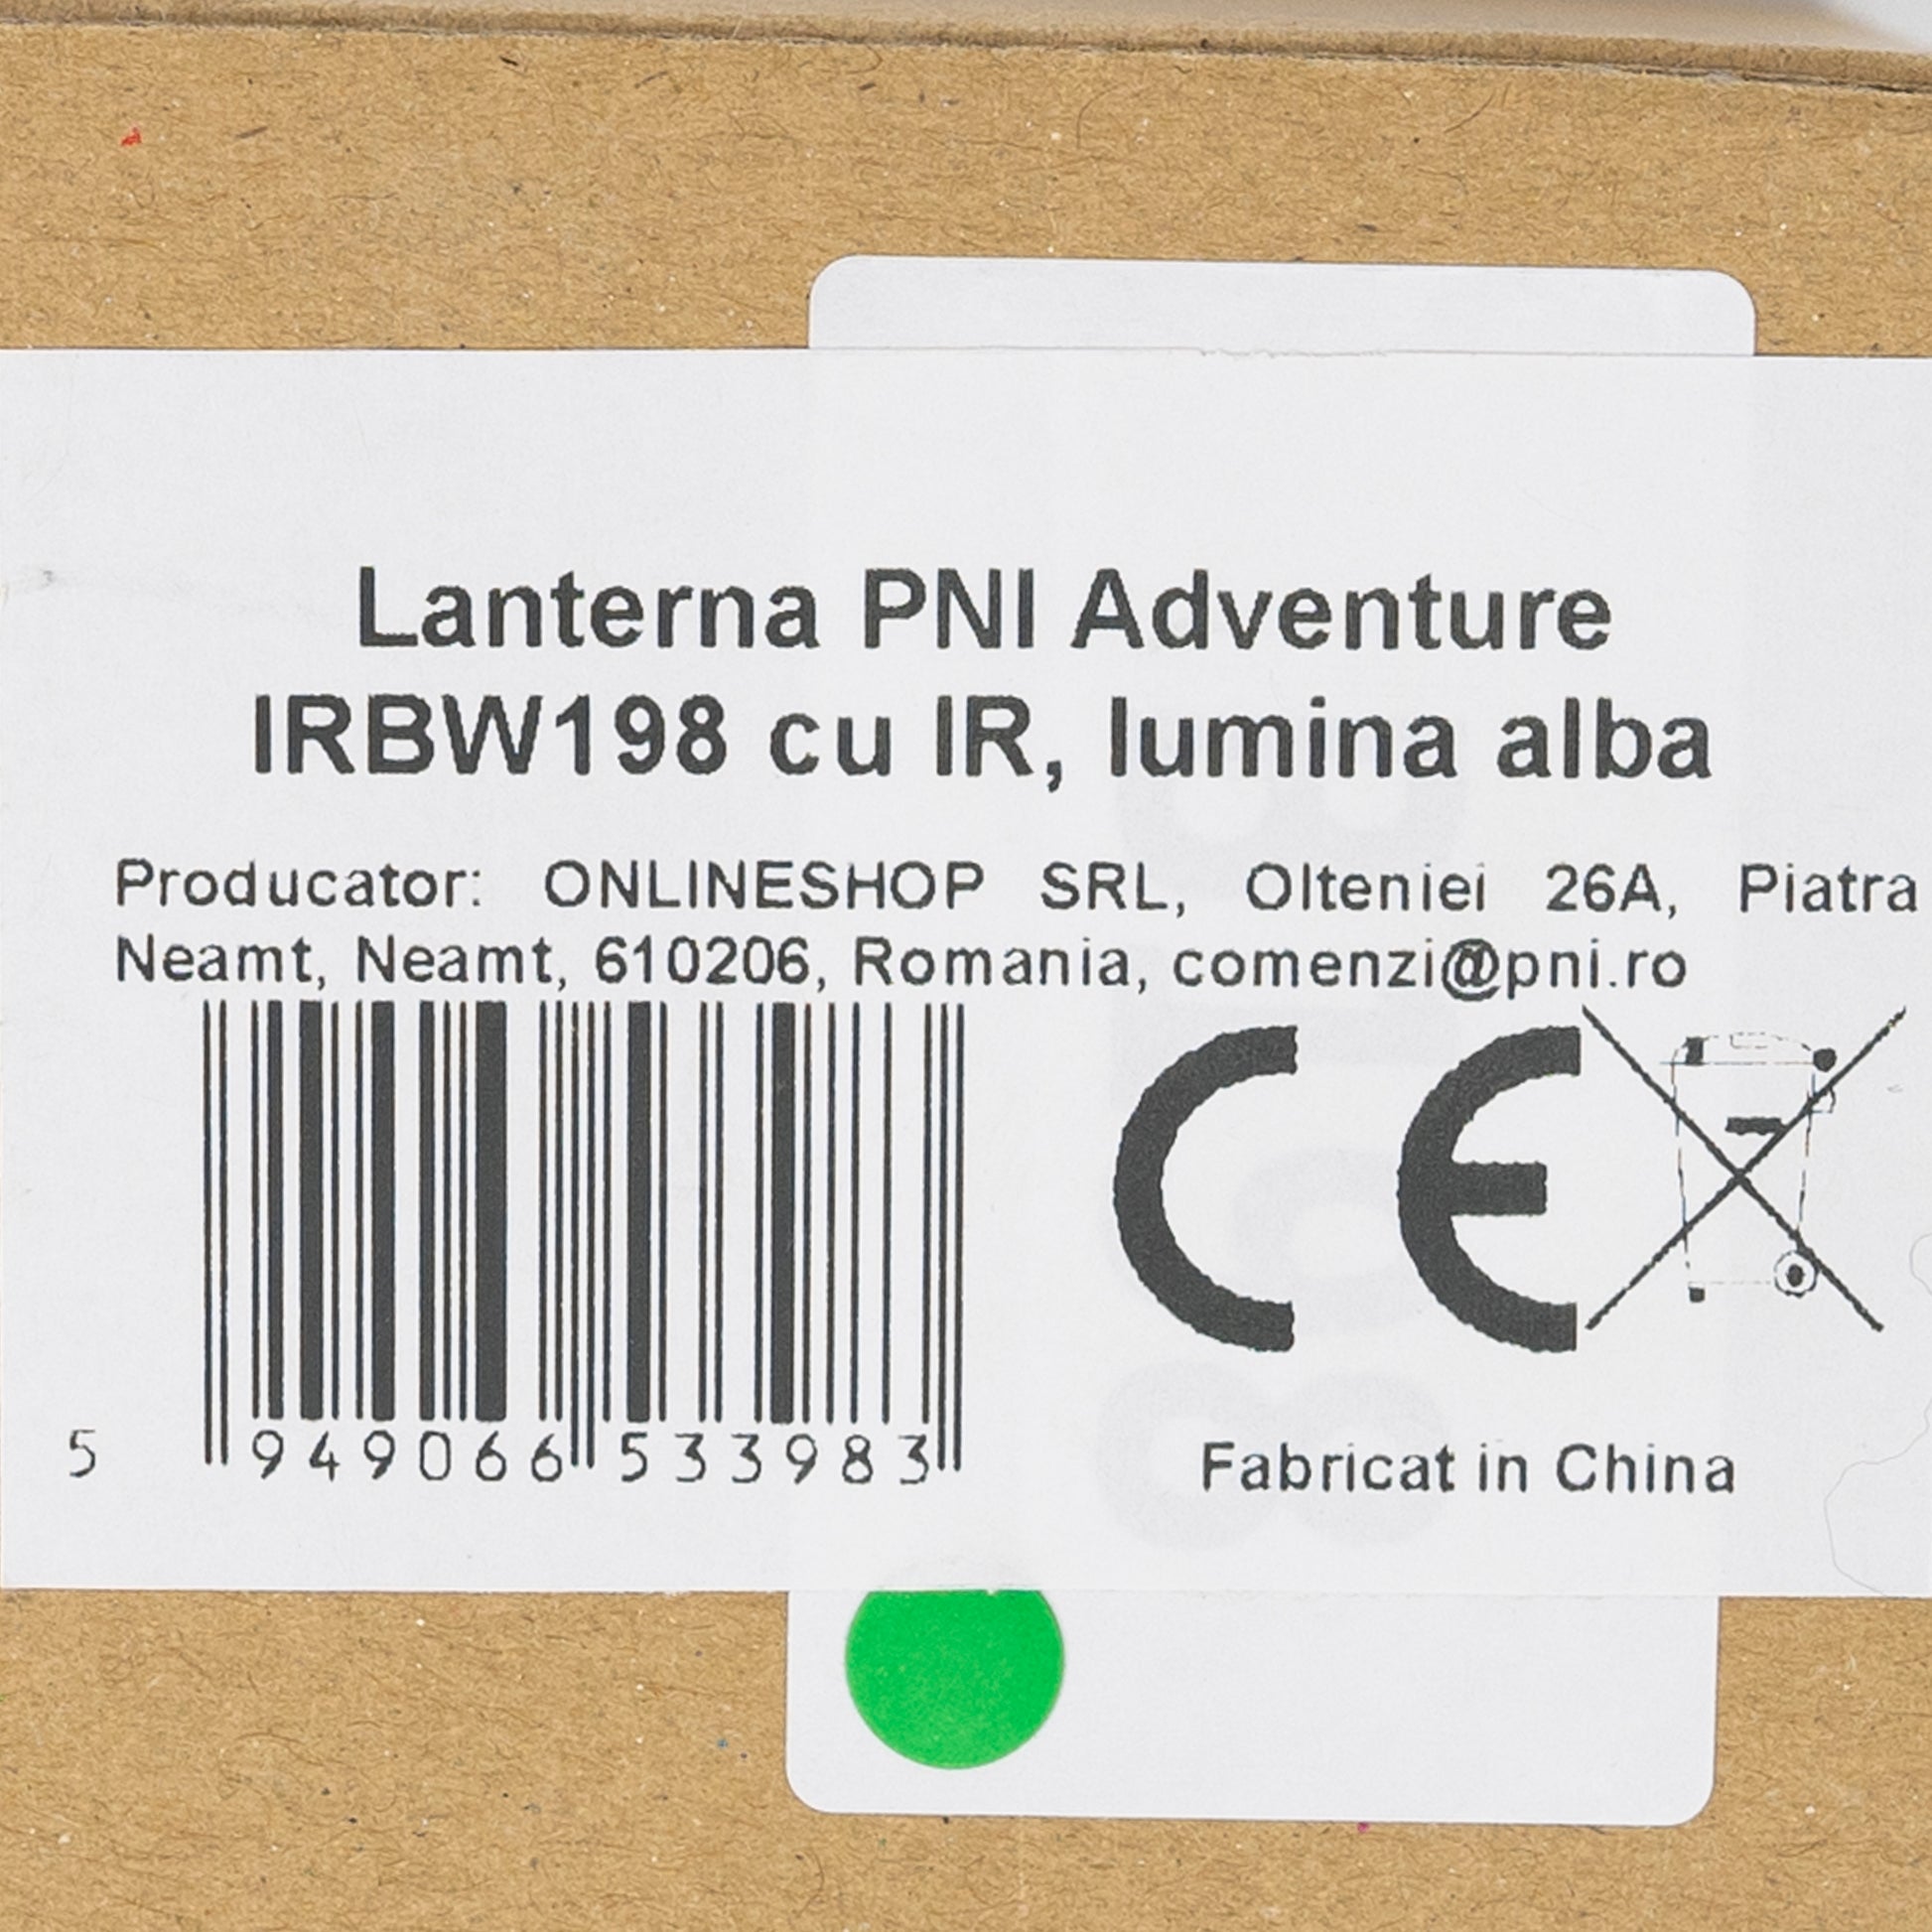 Lanterna PNI Adventure
IRBW198 cu IR, lumina alba
Producator: ONLINESHOP SRL, Olteniei 26A, Piatra
Neamt, Neamt, 610206, Romania, comenzi@pni.ro
5 949066 533983
CE
Fabricat in China